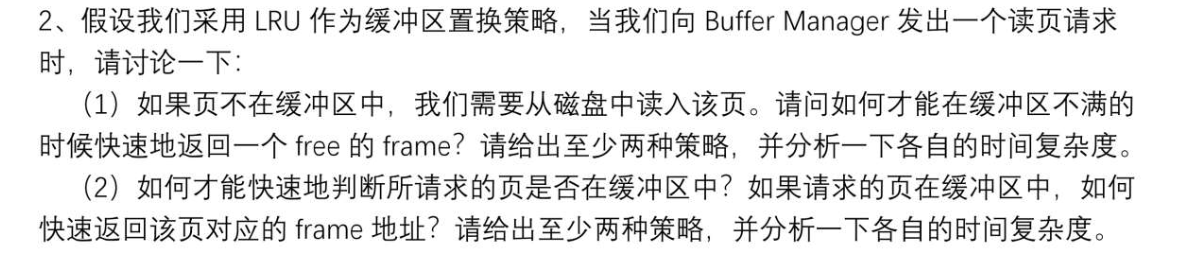 2、假设我们采用 LRU 作为缓冲区置换策略，当我们向 Buffer Manager 发出一个读页请求
时，请讨论一下：
（1）如果页不在缓冲区中，我们需要从磁盘中读入该页。请问如何才能在缓冲区不满的
时候快速地返回一个 free 的 frame？请给出至少两种策略，并分析一下各自的时间复杂度。
（2）如何才能快速地判断所请求的页是否在缓冲区中？如果请求的页在缓冲区中，如何
快速返回该页对应的 frame 地址？请给出至少两种策略，并分析一下各自的时间复杂度。